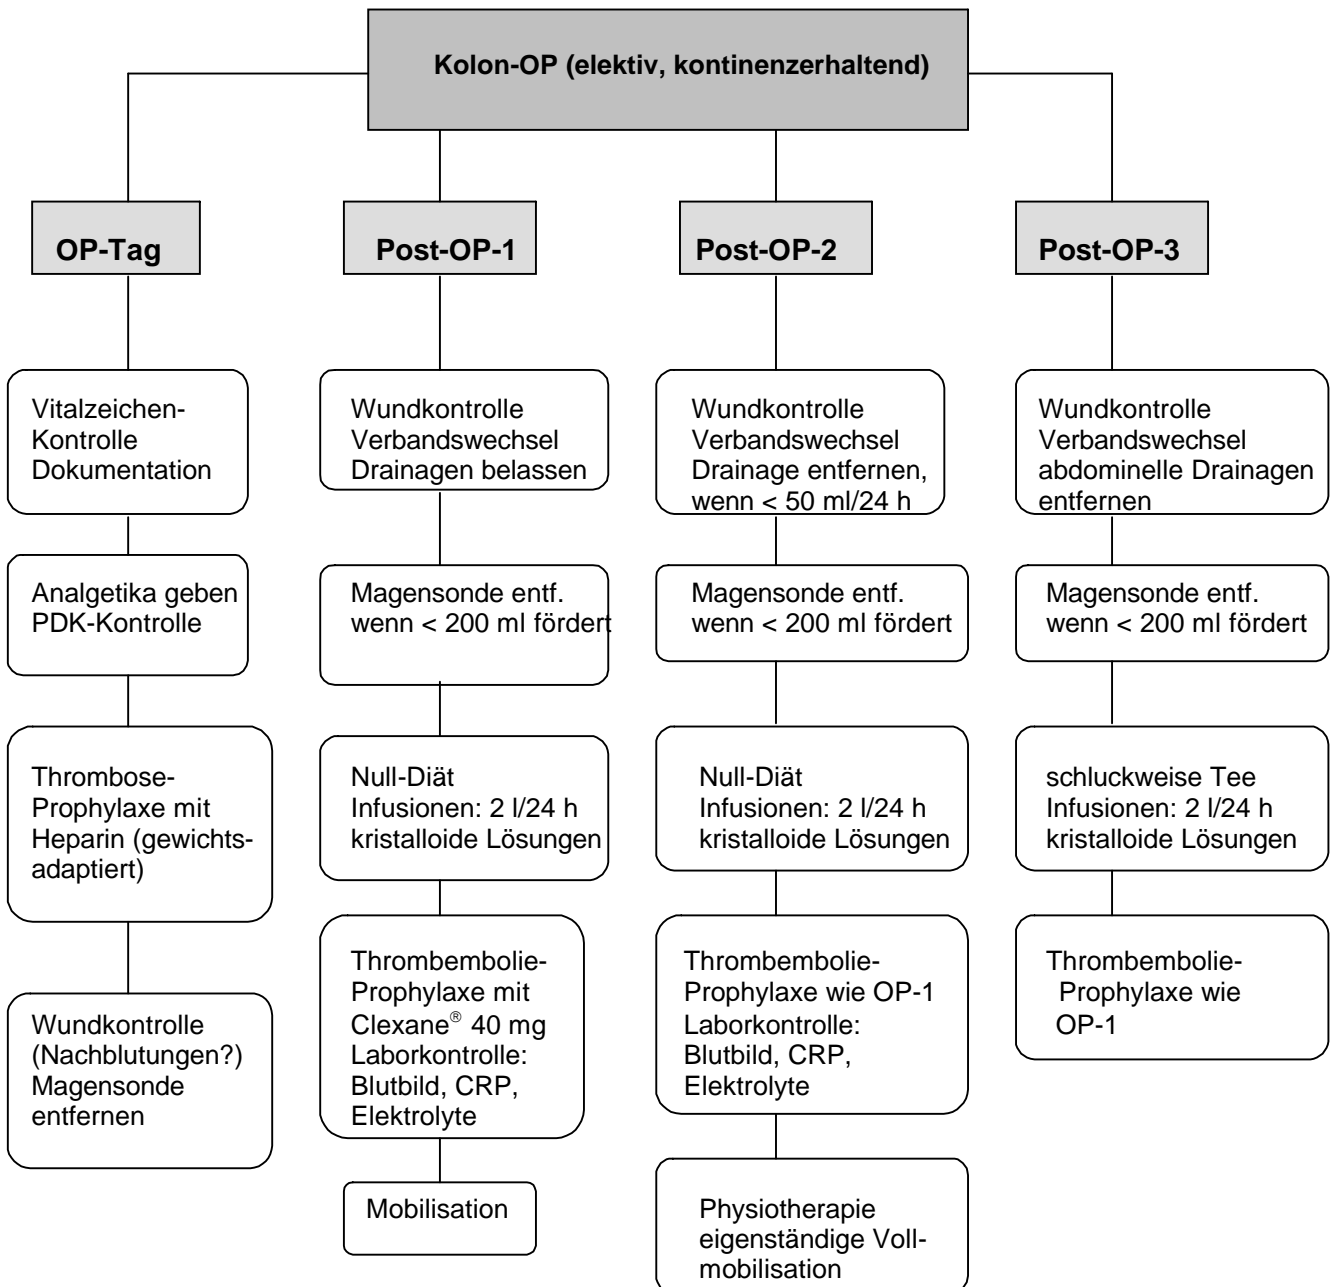 Kolon-OP (elektiv, kontinenzerhaltend)
OP-Tag
Vitalzeichen-
Kontrolle
Dokumentation
Analgetika geben
PDK-Kontrolle
Thrombose-
Prophylaxe mit
Heparin (gewichts-
adaptiert)
Wundkontrolle
(Nachblutungen?)
Magensonde
entfernen
Post-OP-1
Wundkontrolle
Verbandswechsel
Drainagen belassen
Magensonde entf.
wenn < 200 ml fördert
Null-Diät
Infusionen: 2 l/24 h
kristalloide Lösungen
Thrombembolie-
Prophylaxe mit
Clexane® 40 mg
Laborkontrolle:
Blutbild, CRP,
Elektrolyte
Mobilisation
Post-OP-2
Wundkontrolle
Verbandswechsel
Drainage entfernen,
wenn < 50 ml/24 h
Magensonde entf.
wenn < 200 ml fördert
Null-Diät
Infusionen: 2 l/24 h
kristalloide Lösungen
Thrombembolie-
Prophylaxe wie OP-1
Laborkontrolle:
Blutbild, CRP,
Elektrolyte
Physiotherapie
eigenständige Voll-
mobilisation
Post-OP-3
Wundkontrolle
Verbandswechsel
abdominelle Drainagen
entfernen
Magensonde entf.
wenn < 200 ml fördert
schluckweise Tee
Infusionen: 2 l/24 h
kristalloide Lösungen
Thrombembolie-
Prophylaxe wie
OP-1